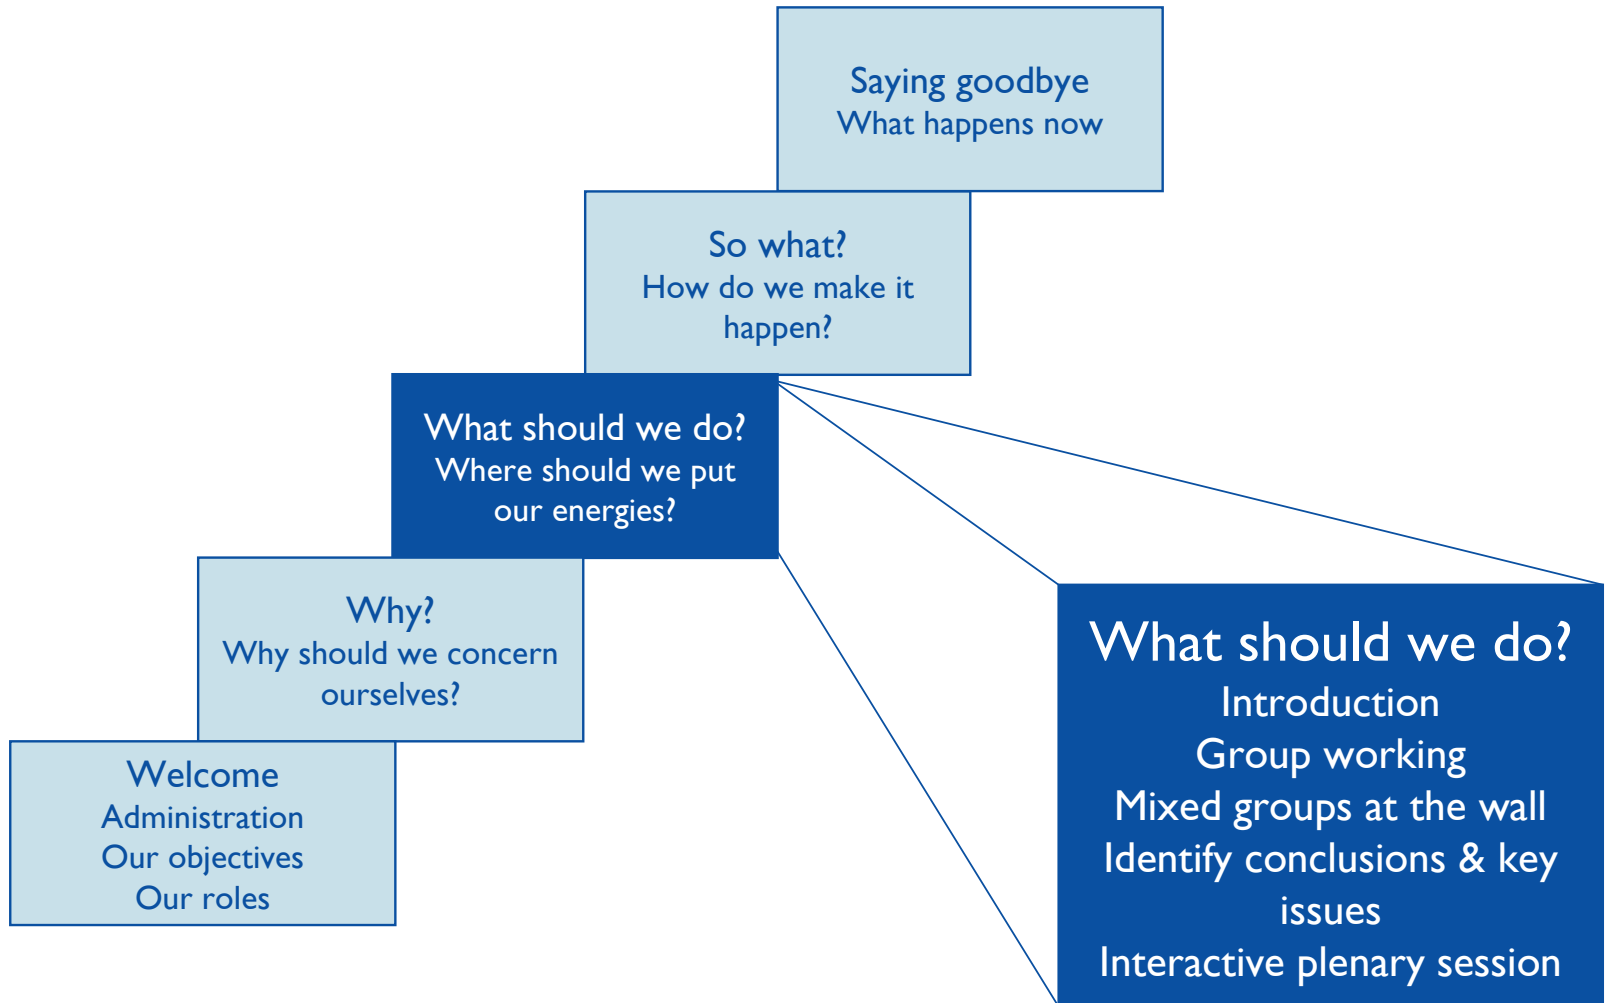 Saying goodbye
What happens now
So what?
How do we make it
happen?
What should we do?
Where should we put
our energies?
Why?
Why should we concern
ourselves?
Welcome
Administration
Our objectives
Our roles
What should we do?
Introduction
Group working
Mixed groups at the wall
Identify conclusions & key
issues
Interactive plenary session